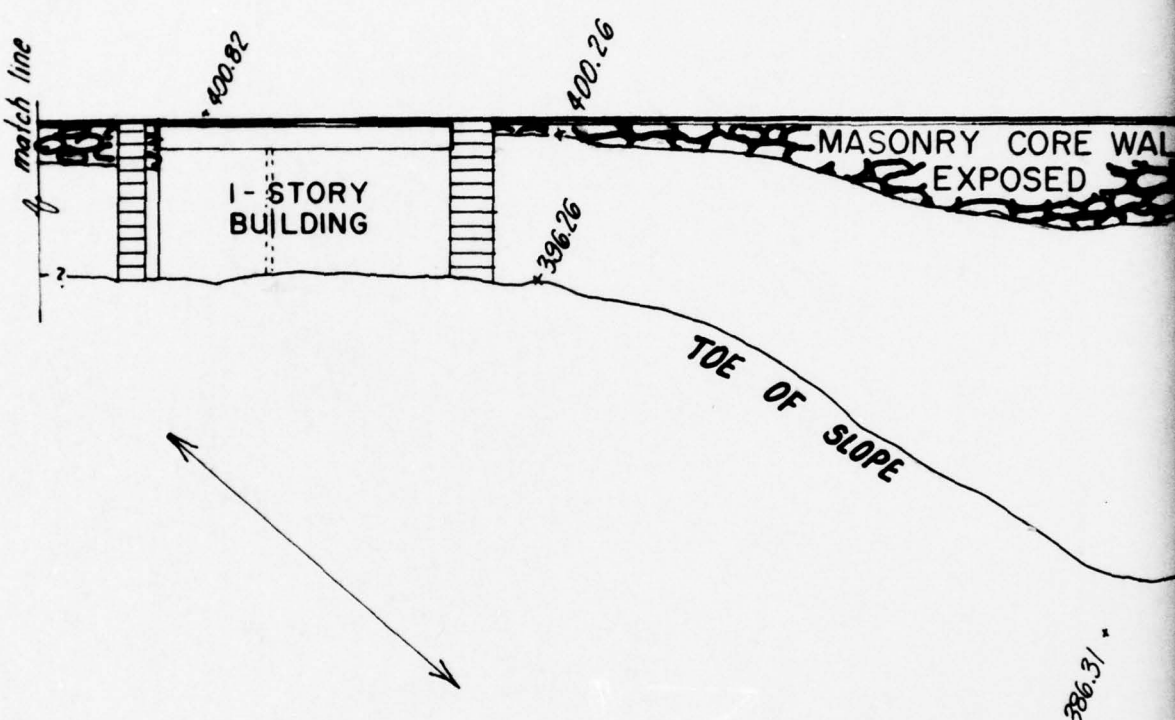 match line
400.82
400.26
MASONRY CORE WAL
EXPOSED
1-STORY
BUILDING
396.26
?
TOE OF SLOPE
386.31